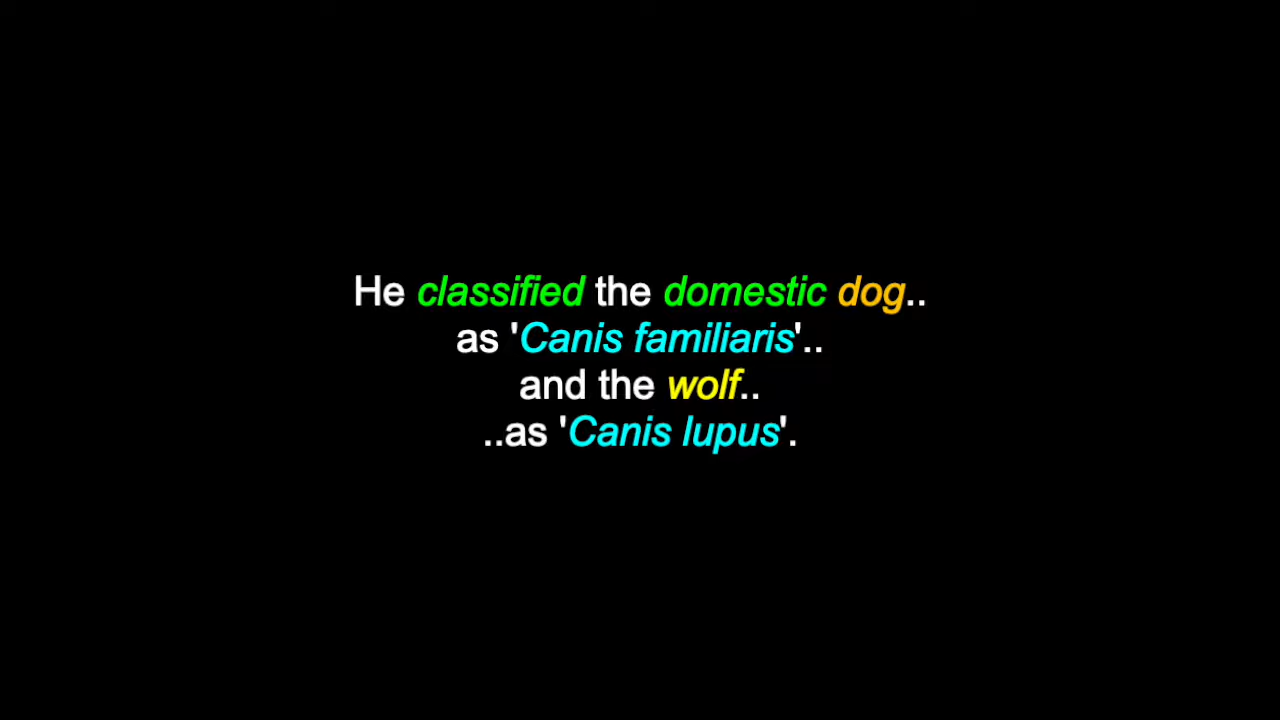 He classified the domestic dog..
as 'Canis familiaris'..
and the wolf..
..as 'Canis lupus'.